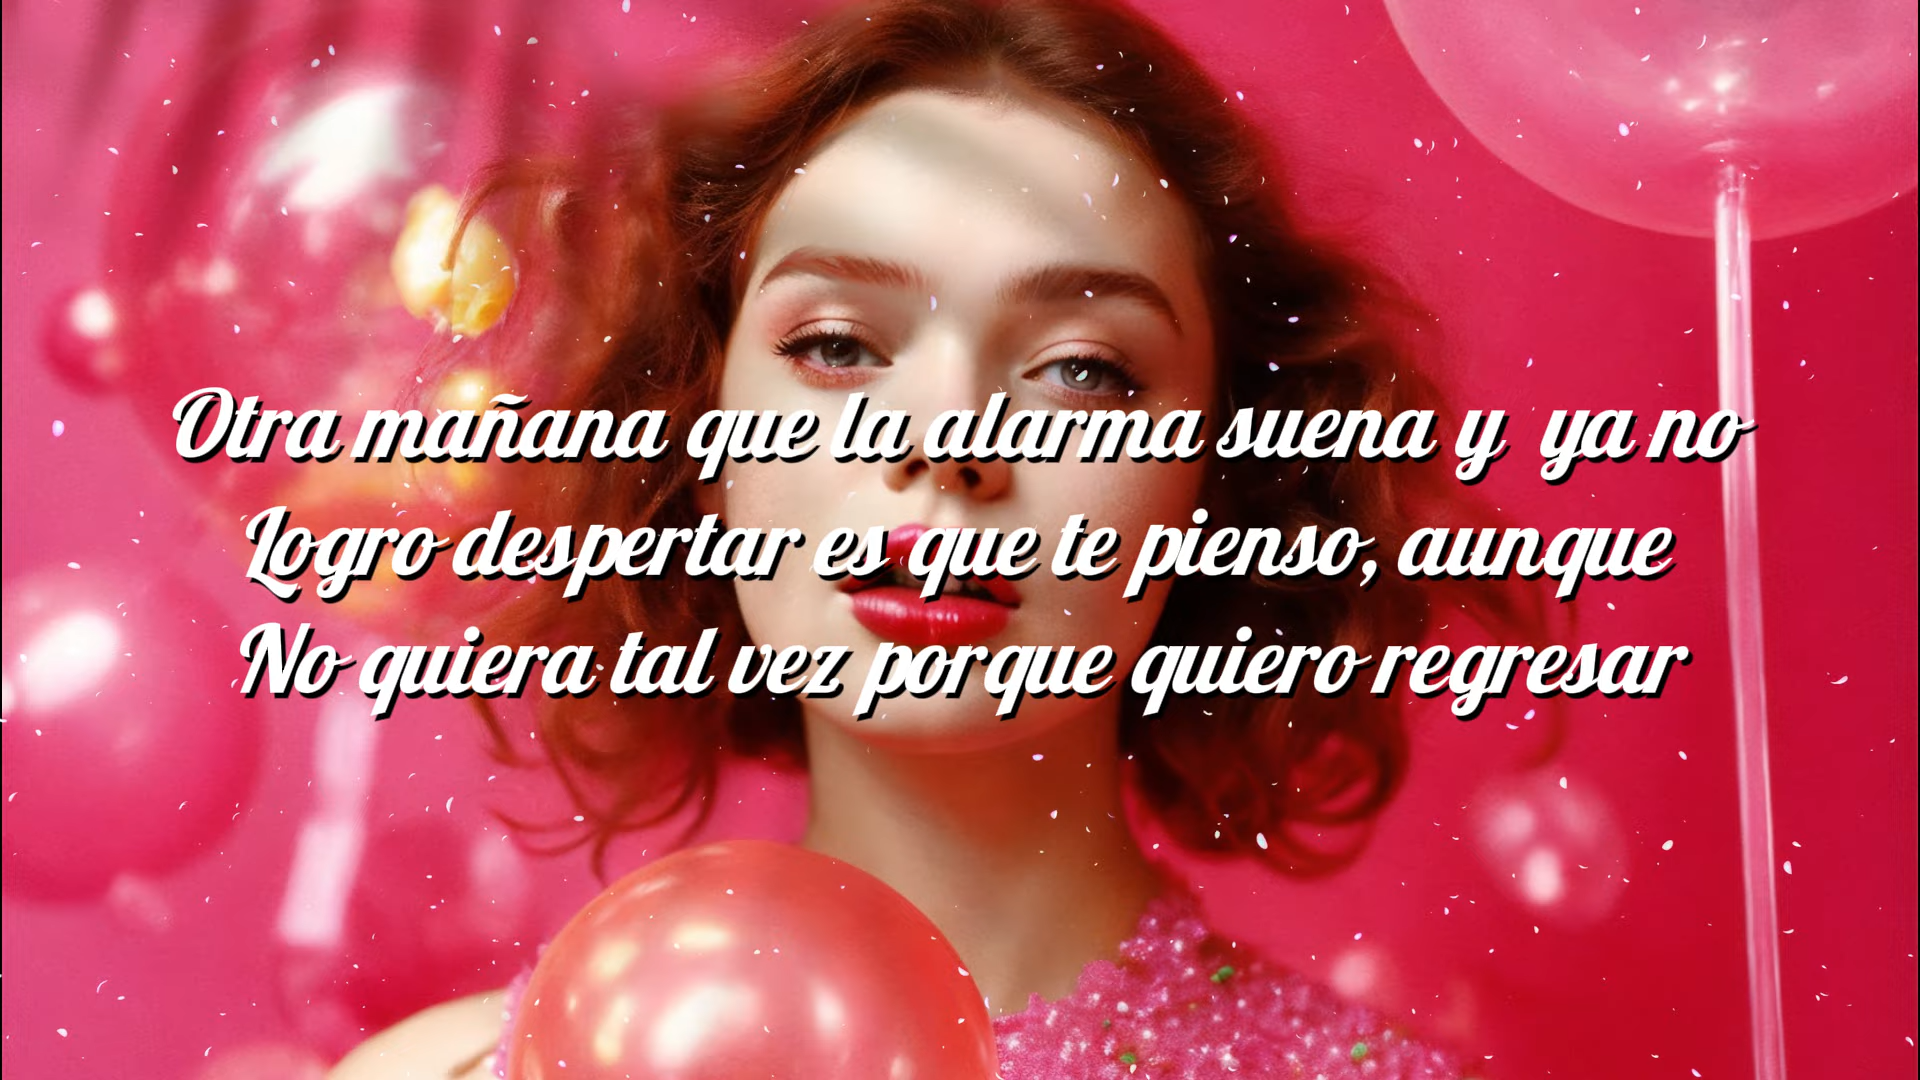 Otra mañana que la alarma suena y  ya no
Logro despertar es que te pienso, aunque
No quiera tal vez porque quiero regresar